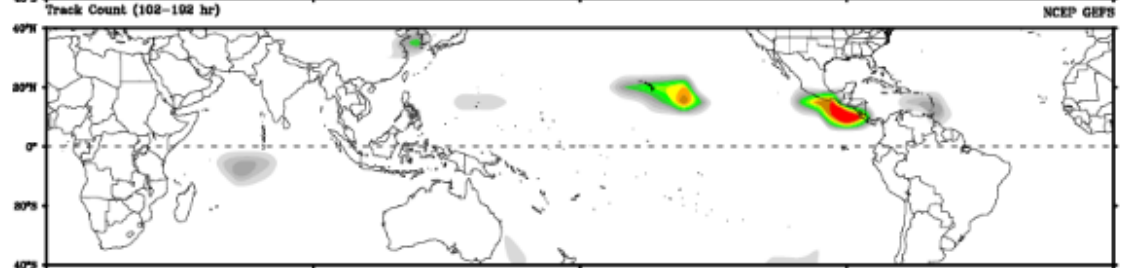 Track Count (102–192 hr)
NCEP GEFS
40°N
20°N
0°
20°S
40°S